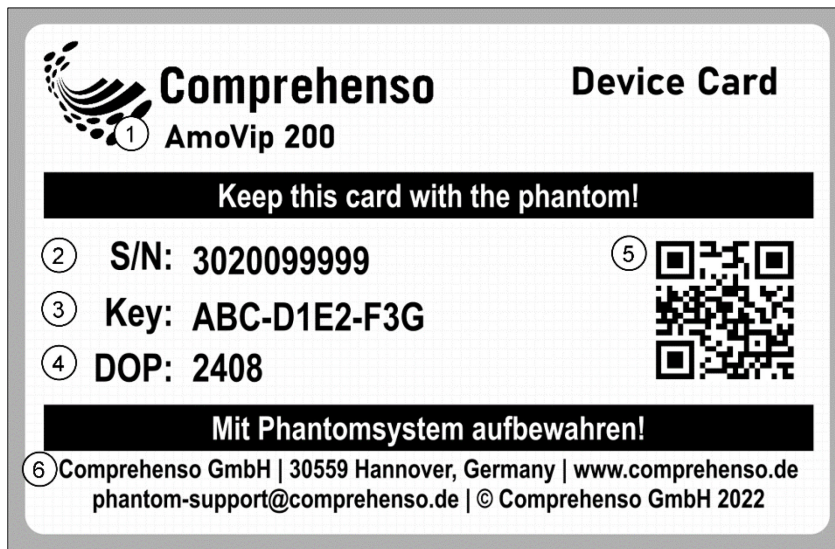 Comprehenso
Device Card
① AmoVip 200
Keep this card with the phantom!
② S/N: 3020099999
⑤
③ Key: ABC-D1E2-F3G
④ DOP: 2408
Mit Phantomsystem aufbewahren!
⑥ Comprehenso GmbH | 30559 Hannover, Germany | www.comprehenso.de
phantom-support@comprehenso.de | © Comprehenso GmbH 2022